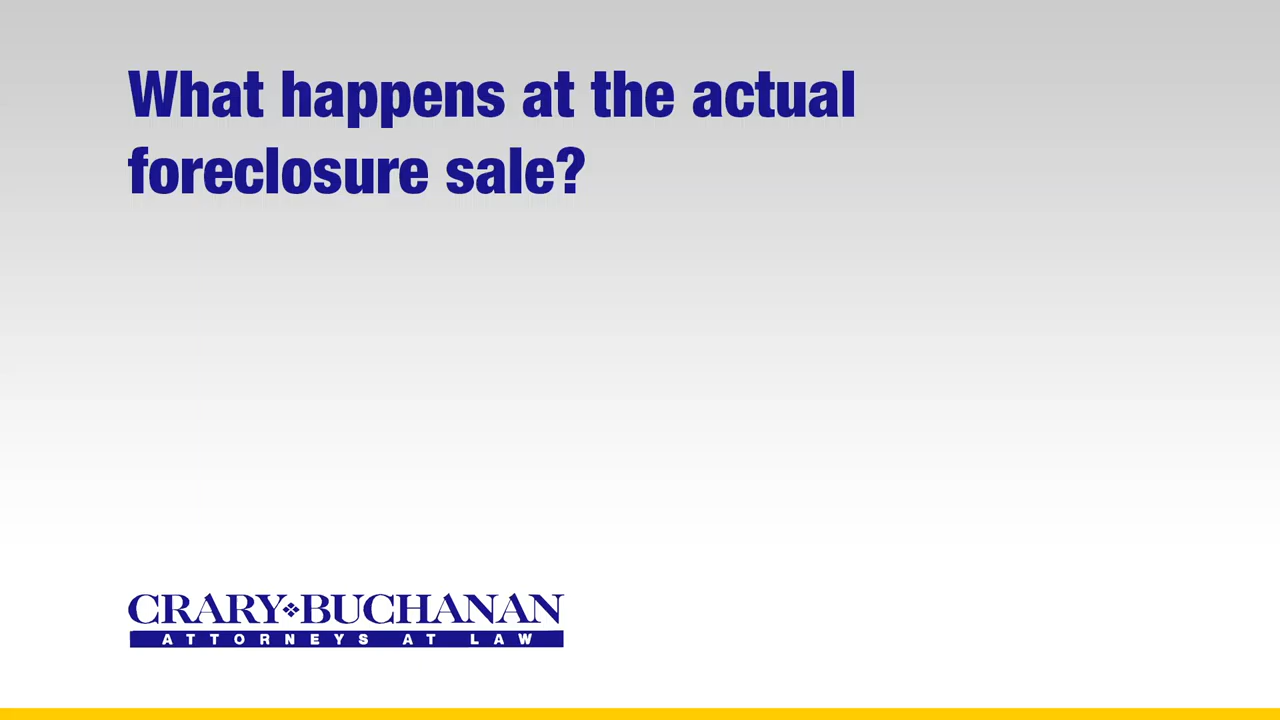 What happens at the actual
foreclosure sale?
CRARY BUCHANAN
ATTORNEYS AT LAW